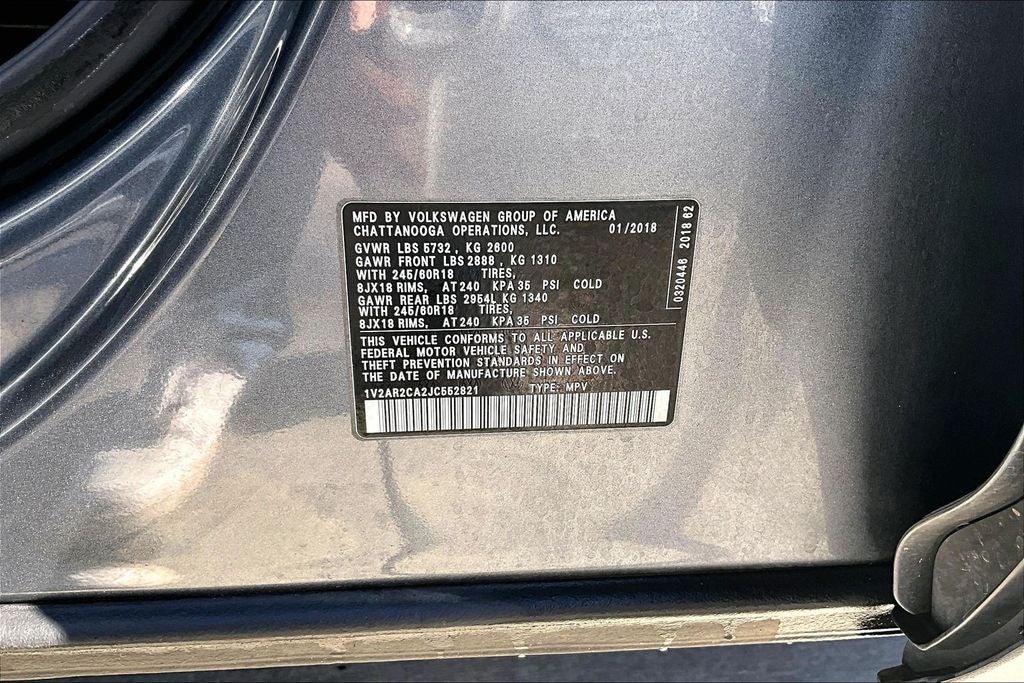 MFD BY VOLKSWAGEN GROUP OF AMERICA
CHATTANOOGA OPERATIONS, LLC. 01/2018
GVWR LBS 5732 , KG 2600
GAWR FRONT LBS 2888 , KG 1310
WITH 245/60R18 TIRES,
8JX18 RIMS, AT 240 KPA 35 PSI COLD
GAWR REAR LBS 2954L KG 1340
WITH 245/60R18 TIRES,
8JX18 RIMS, AT 240 KPA 35 PSI COLD
THIS VEHICLE CONFORMS TO ALL APPLICABLE U.S.
FEDERAL MOTOR VEHICLE SAFETY AND
THEFT PREVENTION STANDARDS IN EFFECT ON
THE DATE OF MANUFACTURE SHOWN ABOVE.
1V2AR2CA2JC552821 TYPE: MPV
0320446 2018 62